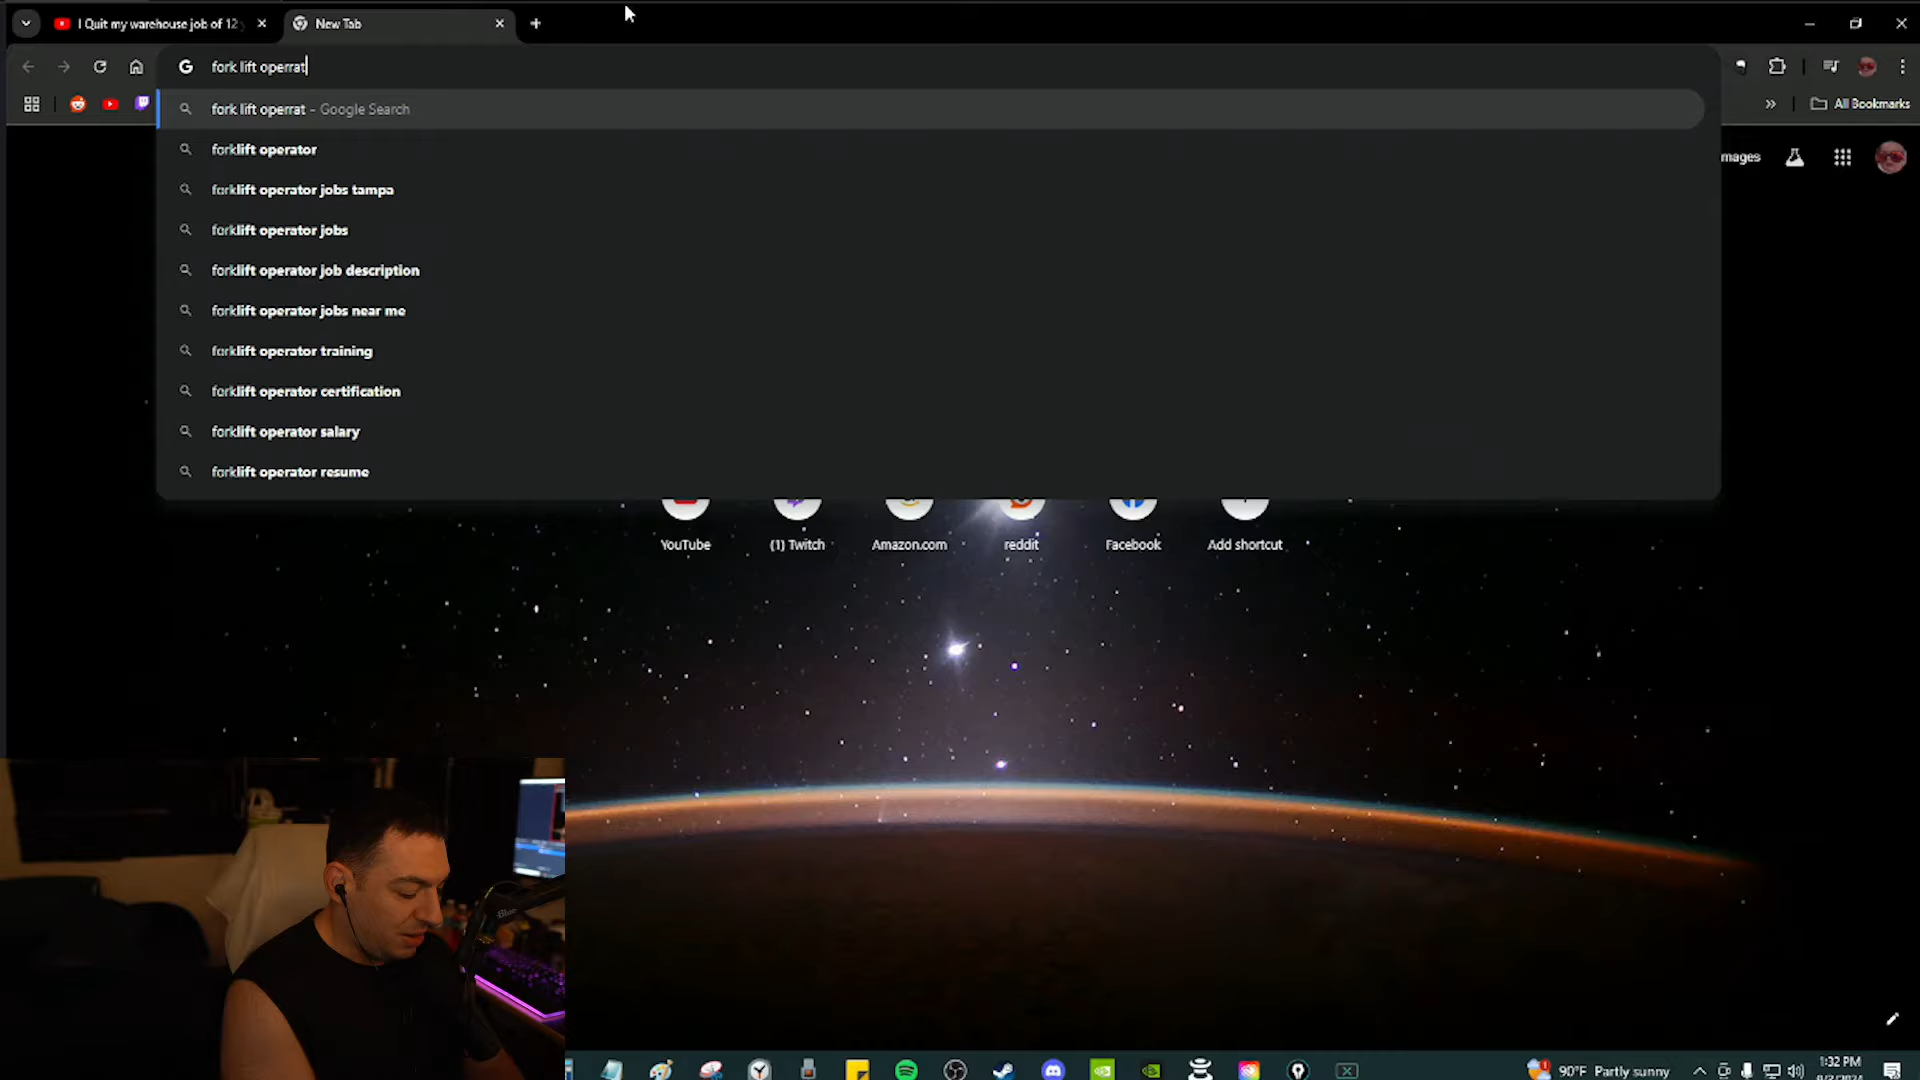 I Quit my warehouse job of 12 y
New Tab
fork lift operrat
fork lift operrat - Google Search
All Bookmarks
forklift operator
mages
forklift operator jobs tampa
forklift operator jobs
forklift operator job description
forklift operator jobs near me
forklift operator training
forklift operator certification
forklift operator salary
forklift operator resume
YouTube
(1) Twitch
Amazon.com
reddit
Facebook
Add shortcut
Blue
90°F Partly sunny
1:32 PM